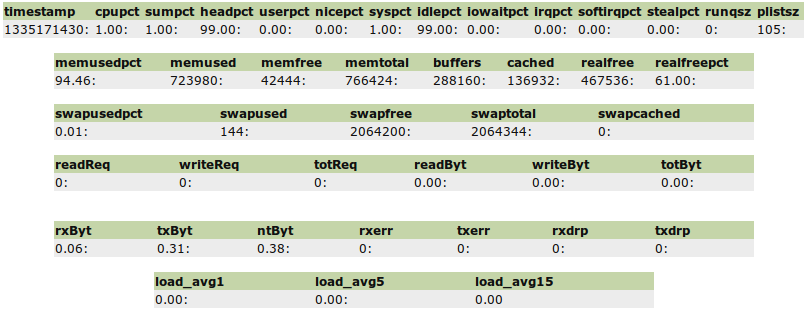 timestamp cpupct sumpct headpct userpct nicepct syspct idlepct iowaitpct irqpct softirqpct stealpct runqsz plistsz
1335171430: 1.00: 1.00: 99.00: 0.00: 0.00: 1.00: 99.00: 0.00: 0.00: 0.00: 0.00: 0: 105:
memusedpct memused memfree memtotal buffers cached realfree realfreepct
94.46: 723980: 42444: 766424: 288160: 136932: 467536: 61.00:
swapusedpct swapused swapfree swaptotal swapcached
0.01: 144: 2064200: 2064344: 0:
readReq writeReq totReq readByt writeByt totByt
0: 0: 0: 0.00: 0.00: 0.00:
rxByt txByt ntByt rxerr txerr rxdrp txdrp
0.06: 0.31: 0.38: 0: 0: 0: 0:
load_avg1 load_avg5 load_avg15
0.00: 0.00: 0.00